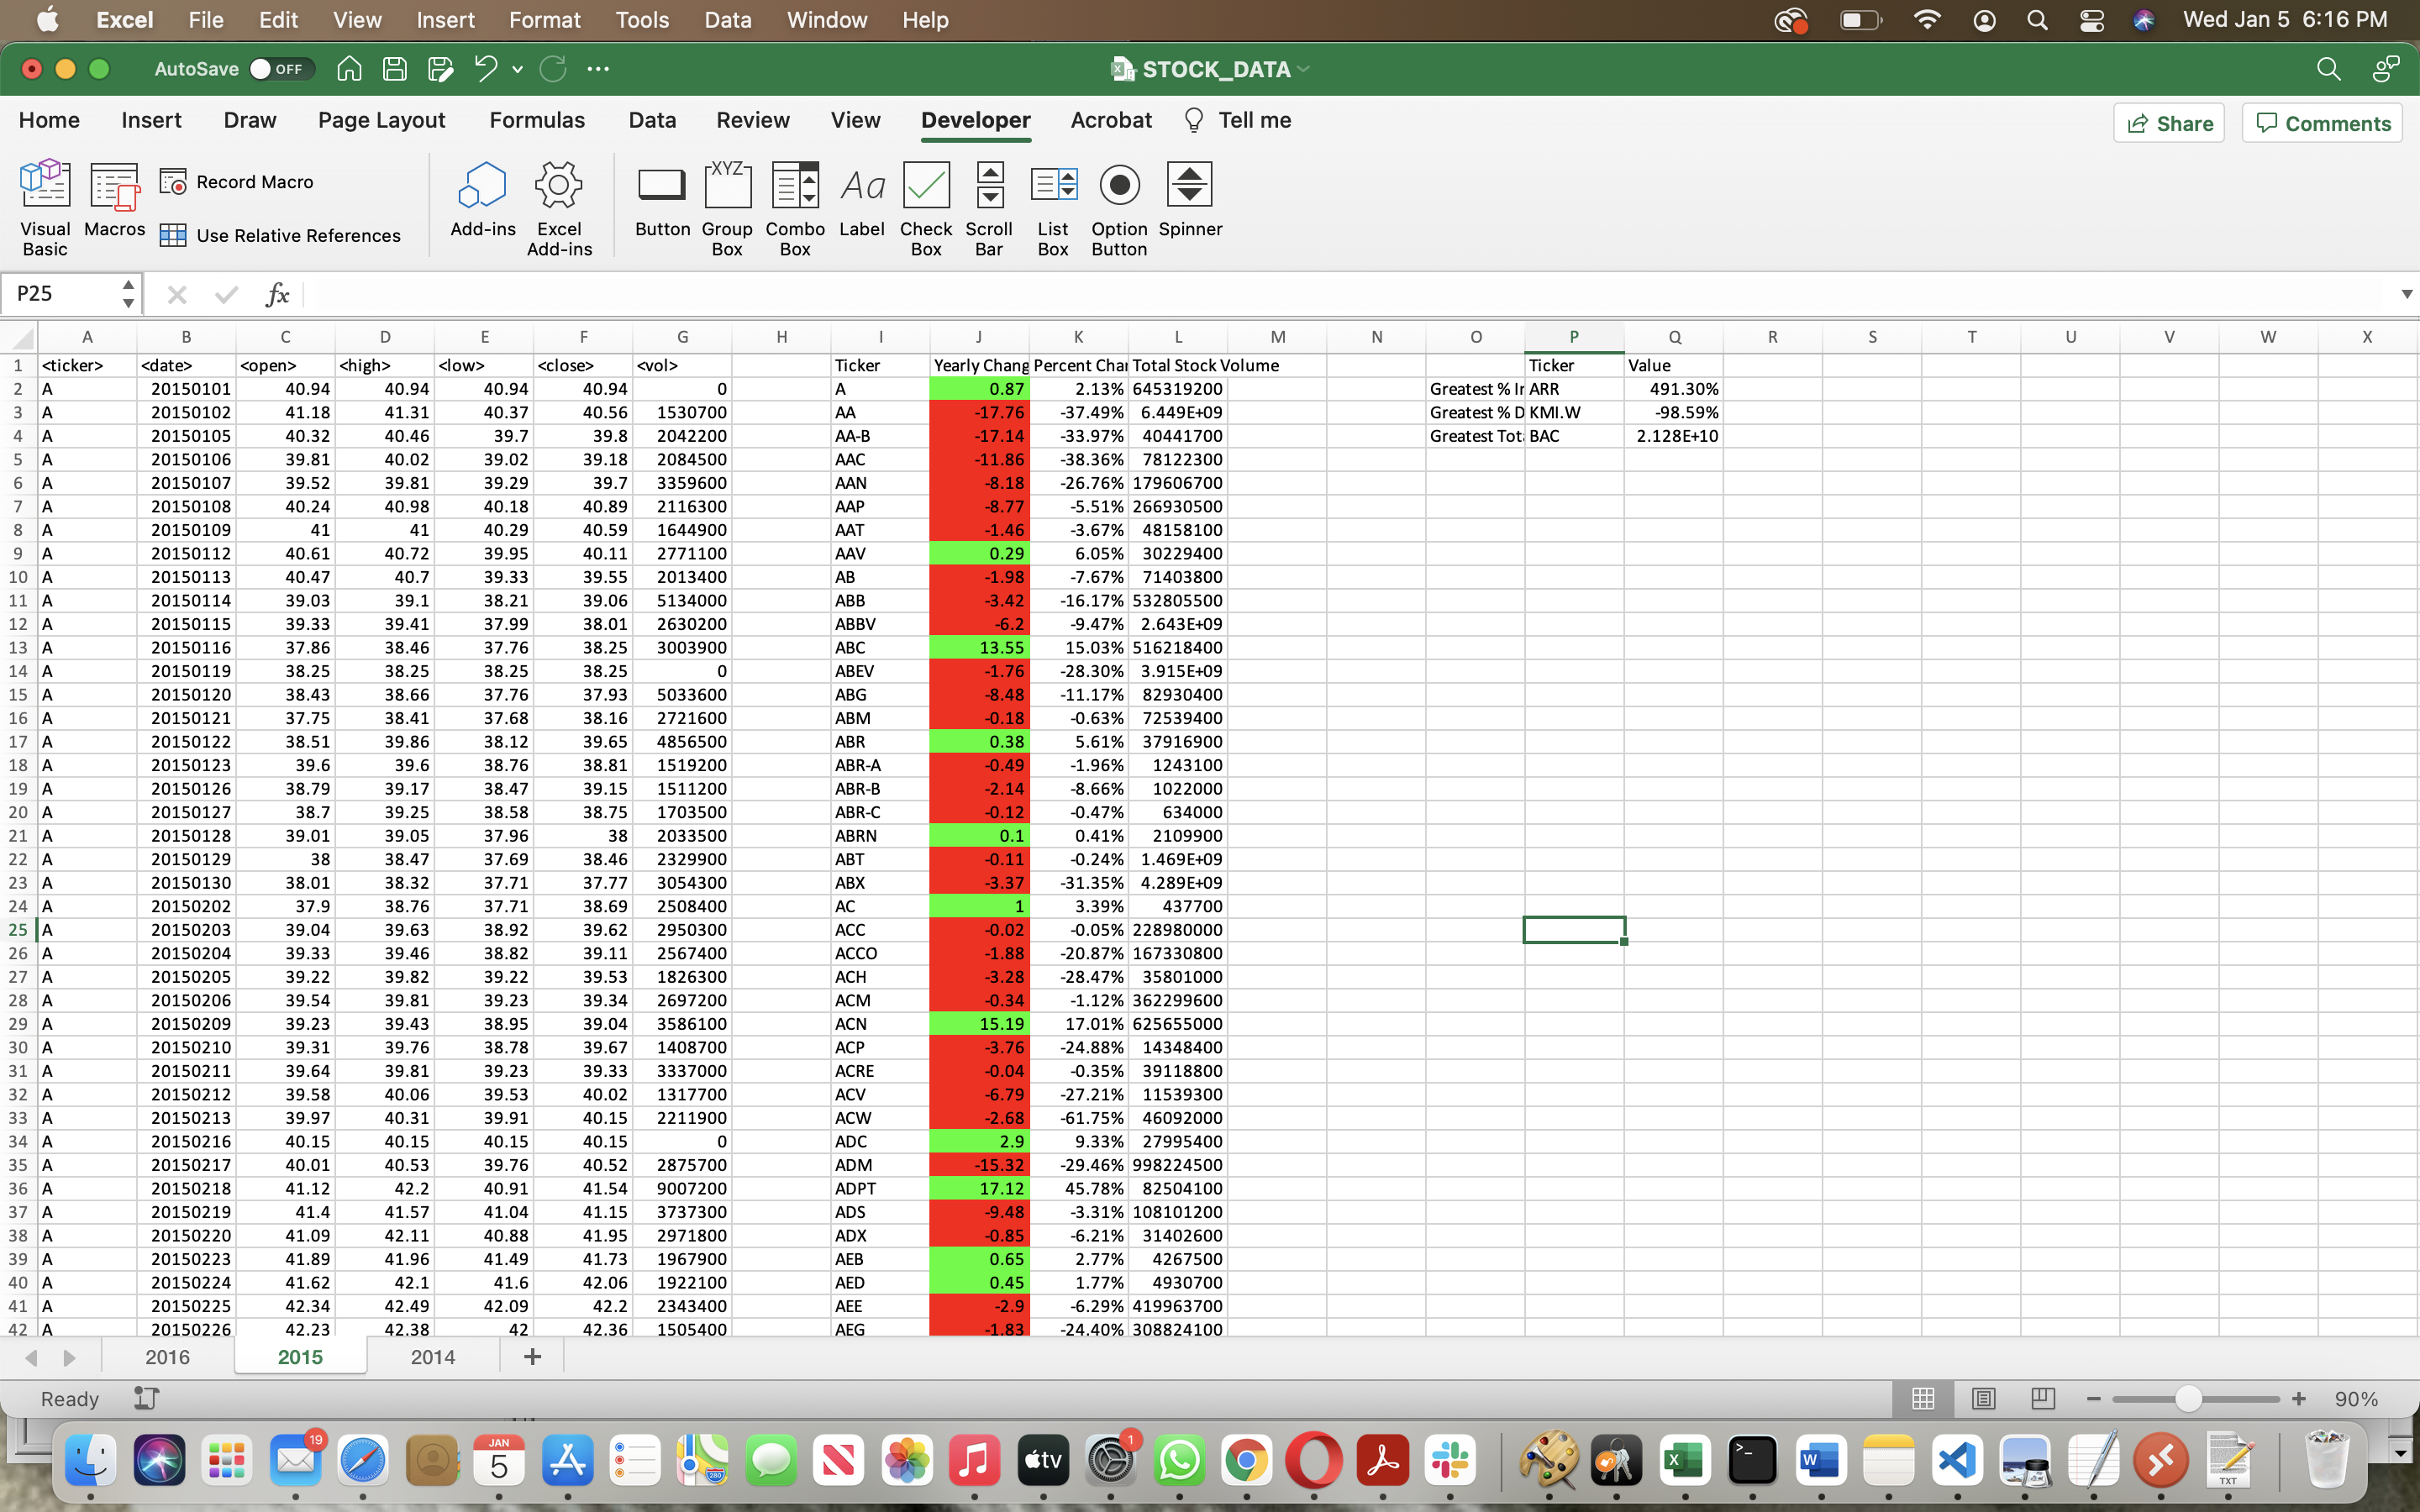 Excel File Edit View Insert Format Tools Data Window Help Wed Jan 5 6:16 PM
AutoSave OFF STOCK_DATA
Home Insert Draw Page Layout Formulas Data Review View Developer Acrobat Tell me Share Comments
Visual Basic Macros Record Macro Use Relative References Add-ins Excel Add-ins XYZ Button Group Box Combo Box Aa Label Check Box Scroll Bar List Box Option Button Spinner
P25 fx
A B C D E F G H I J K L M N O P Q R S T U V W X
1 <ticker> <date> <open> <high> <low> <close> <vol> Ticker Yearly Chang Percent Char Total Stock Volume Ticker Value
2 A 20150101 40.94 40.94 40.94 40.94 0 A 0.87 2.13% 645319200 Greatest % Ir ARR 491.30%
3 A 20150102 41.18 41.31 40.37 40.56 1530700 AA -17.76 -37.49% 6.449E+09 Greatest % D KMI.W -98.59%
4 A 20150105 40.32 40.46 39.7 39.8 2042200 AA-B -17.14 -33.97% 40441700 Greatest Tot BAC 2.128E+10
5 A 20150106 39.81 40.02 39.02 39.18 2084500 AAC -11.86 -38.36% 78122300
6 A 20150107 39.52 39.81 39.29 39.7 3359600 AAN -8.18 -26.76% 179606700
7 A 20150108 40.24 40.98 40.18 40.89 2116300 AAP -8.77 -5.51% 266930500
8 A 20150109 41 41 40.29 40.59 1644900 AAT -1.46 -3.67% 48158100
9 A 20150112 40.61 40.72 39.95 40.11 2771100 AAV 0.29 6.05% 30229400
10 A 20150113 40.47 40.7 39.33 39.55 2013400 AB -1.98 -7.67% 71403800
11 A 20150114 39.03 39.1 38.21 39.06 5134000 ABB -3.42 -16.17% 532805500
12 A 20150115 39.33 39.41 37.99 38.01 2630200 ABBV -6.2 -9.47% 2.643E+09
13 A 20150116 37.86 38.46 37.76 38.25 3003900 ABC 13.55 15.03% 516218400
14 A 20150119 38.25 38.25 38.25 38.25 0 ABEV -1.76 -28.30% 3.915E+09
15 A 20150120 38.43 38.66 37.76 37.93 5033600 ABG -8.48 -11.17% 82930400
16 A 20150121 37.75 38.41 37.68 38.16 2721600 ABM -0.18 -0.63% 72539400
17 A 20150122 38.51 39.86 38.12 39.65 4856500 ABR 0.38 5.61% 37916900
18 A 20150123 39.6 39.6 38.76 38.81 1519200 ABR-A -0.49 -1.96% 1243100
19 A 20150126 38.79 39.17 38.47 39.15 1511200 ABR-B -2.14 -8.66% 1022000
20 A 20150127 38.7 39.25 38.58 38.75 1703500 ABR-C -0.12 -0.47% 634000
21 A 20150128 39.01 39.05 37.96 38 2033500 ABRN 0.1 0.41% 2109900
22 A 20150129 38 38.47 37.69 38.46 2329900 ABT -0.11 -0.24% 1.469E+09
23 A 20150130 38.01 38.32 37.71 37.77 3054300 ABX -3.37 -31.35% 4.289E+09
24 A 20150202 37.9 38.76 37.71 38.69 2508400 AC 1 3.39% 437700
25 A 20150203 39.04 39.63 38.92 39.62 2950300 ACC -0.02 -0.05% 228980000
26 A 20150204 39.33 39.46 38.82 39.11 2567400 ACCO -1.88 -20.87% 167330800
27 A 20150205 39.22 39.82 39.22 39.53 1826300 ACH -3.28 -28.47% 35801000
28 A 20150206 39.54 39.81 39.23 39.34 2697200 ACM -0.34 -1.12% 362299600
29 A 20150209 39.23 39.43 38.95 39.04 3586100 ACN 15.19 17.01% 625655000
30 A 20150210 39.31 39.76 38.78 39.67 1408700 ACP -3.76 -24.88% 14348400
31 A 20150211 39.64 39.81 39.23 39.33 3337000 ACRE -0.04 -0.35% 39118800
32 A 20150212 39.58 40.06 39.53 40.02 1317700 ACV -6.79 -27.21% 11539300
33 A 20150213 39.97 40.31 39.91 40.15 2211900 ACW -2.68 -61.75% 46092000
34 A 20150216 40.15 40.15 40.15 40.15 0 ADC 2.9 9.33% 27995400
35 A 20150217 40.01 40.53 39.76 40.52 2875700 ADM -15.32 -29.46% 998224500
36 A 20150218 41.12 42.2 40.91 41.54 9007200 ADPT 17.12 45.78% 82504100
37 A 20150219 41.4 41.57 41.04 41.15 3737300 ADS -9.48 -3.31% 108101200
38 A 20150220 41.09 42.11 40.88 41.95 2971800 ADX -0.85 -6.21% 31402600
39 A 20150223 41.89 41.96 41.49 41.73 1967900 AEB 0.65 2.77% 4267500
40 A 20150224 41.62 42.1 41.6 42.06 1922100 AED 0.45 1.77% 4930700
41 A 20150225 42.34 42.49 42.09 42.2 2343400 AEE -2.9 -6.29% 419963700
42 A 20150226 42.23 42.38 42 42.36 1505400 AEG -1.83 -24.40% 308824100
2016 2015 2014 +
Ready 90%
19 JAN 5 280 tv 1 X >_ W TXT